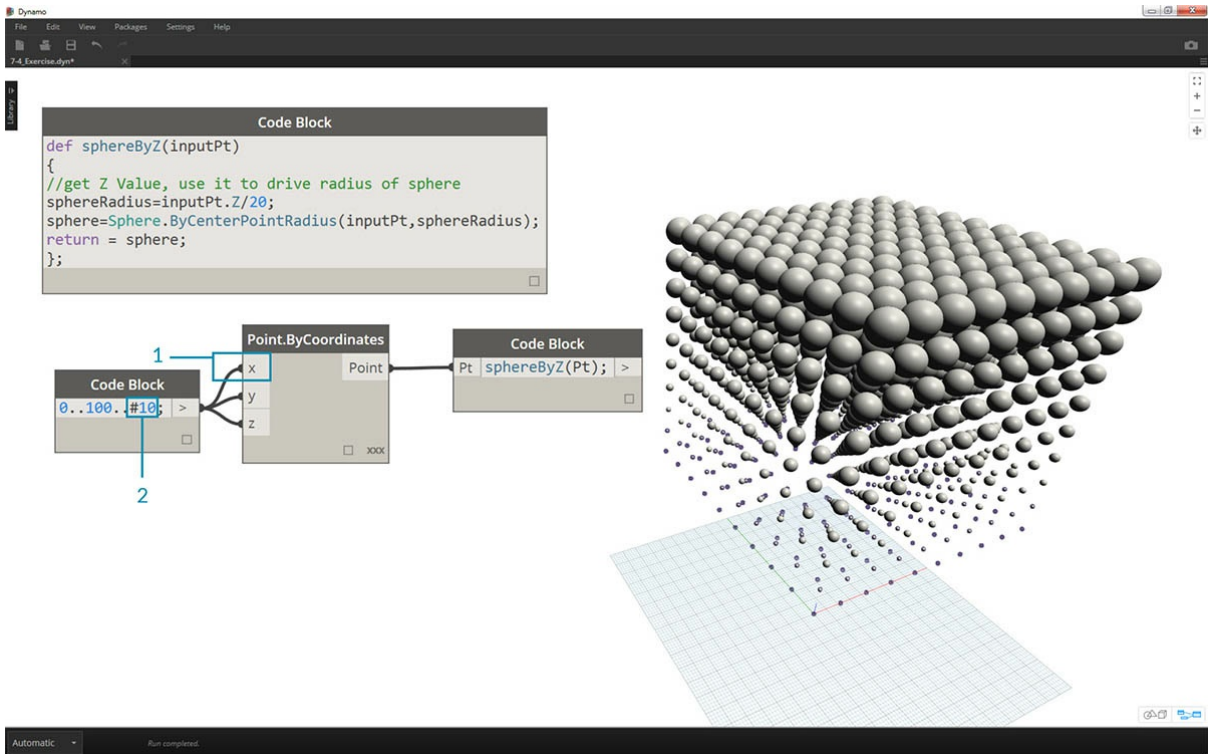 Dynamo
File Edit View Packages Settings Help
7-4_Exercise.dyn* X
Library
Code Block
def sphereByZ(inputPt)
{
//get Z Value, use it to drive radius of sphere
sphereRadius=inputPt.Z/20;
sphere=Sphere.ByCenterPointRadius(inputPt,sphereRadius);
return = sphere;
};
Point.ByCoordinates
1
x Point
y
z
xxx
Code Block
0..100..#10; >
2
Code Block
Pt sphereByZ(Pt); >
Automatic Run completed.